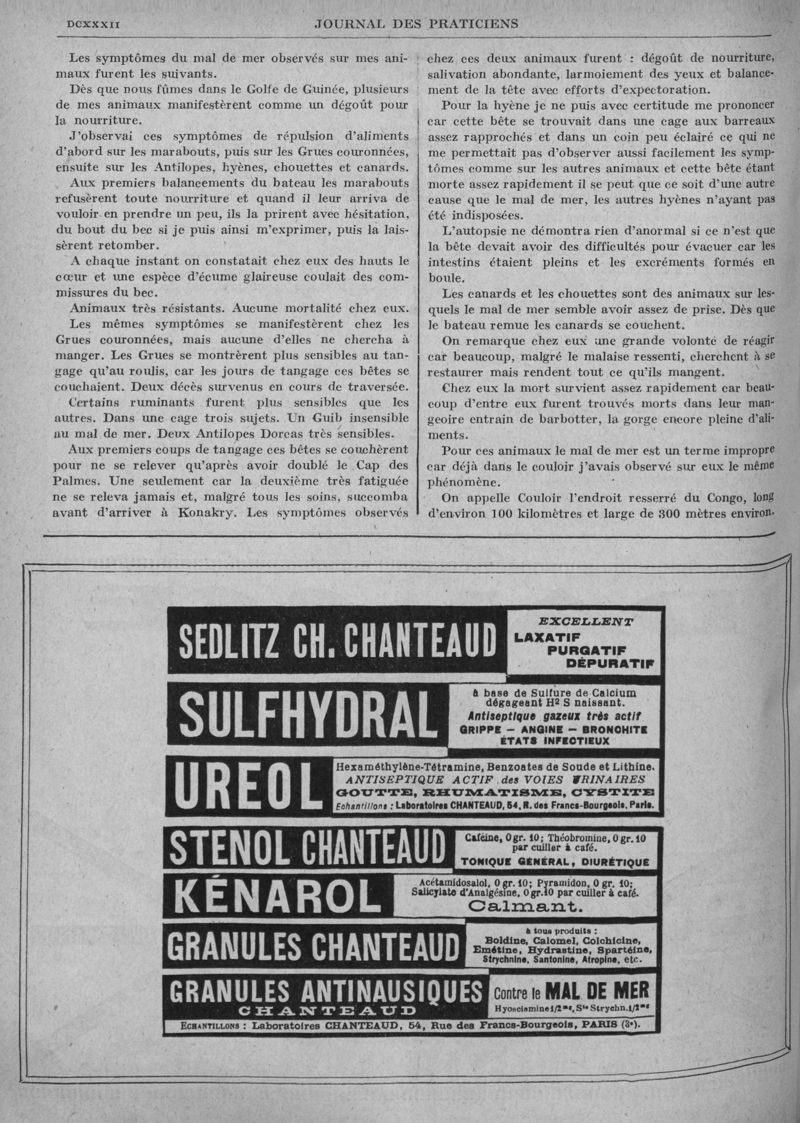 DCXXXII
JOURNAL DES PRATICIENS
Les symptômes du mal de mer observés sur mes ani-
maux furent les suivants.
Dès que nous fûmes dans le Golfe de Guinée, plusieurs
de mes animaux manifestèrent comme un dégoût pour
la nourriture.
J'observai ces symptômes de répulsion d'aliments
d'abord sur les marabouts, puis sur les Grues couronnées,
ensuite sur les Antilopes, hyènes, chouettes et canards.
Aux premiers balancements du bateau les marabouts
refusèrent toute nourriture et quand il leur arriva de
vouloir en prendre un peu, ils la prirent avec hésitation,
du bout du bec si je puis ainsi m'exprimer, puis la lais-
sèrent retomber.
A chaque instant on constatait chez eux des hauts le
cœur et une espèce d'écume glaireuse coulait des com-
missures du bec.
Animaux très résistants. Aucune mortalité chez eux.
Les mêmes symptômes se manifestèrent chez les
Grues couronnées, mais aucune d'elles ne chercha à
manger. Les Grues se montrèrent plus sensibles au tan-
gage qu'au roulis, car les jours de tangage ces bêtes se
couchaient. Deux décès survenus en cours de traversée.
Certains ruminants furent plus sensibles que les
autres. Dans une cage trois sujets. Un Guib insensible
au mal de mer. Deux Antilopes Dorcas très sensibles.
Aux premiers coups de tangage ces bêtes se couchèrent
pour ne se relever qu'après avoir doublé le Cap des
Palmes. Une seulement car la deuxième très fatiguée
ne se releva jamais et, malgré tous les soins, succomba
avant d'arriver à Konakry. Les symptômes observés
chez ces deux animaux furent : dégoût de nourriture,
salivation abondante, larmoiement des yeux et balance-
ment de la tête avec efforts d'expectoration.
Pour la hyène je ne puis avec certitude me prononcer
car cette bête se trouvait dans une cage aux barreaux
assez rapprochés et dans un coin peu éclairé ce qui ne
me permettait pas d'observer aussi facilement les symp-
tômes comme sur les autres animaux et cette bête étant
morte assez rapidement il se peut que ce soit d'une autre
cause que le mal de mer, les autres hyènes n'ayant pas
été indisposées.
L'autopsie ne démontra rien d'anormal si ce n'est que
la bête devait avoir des difficultés pour évacuer car les
intestins étaient pleins et les excréments formés en
boule.
Les canards et les chouettes sont des animaux sur les-
quels le mal de mer semble avoir assez de prise. Dès que
le bateau remue les canards se couchent.
On remarque chez eux une grande volonté de réagir
car beaucoup, malgré le malaise ressenti, cherchent à se
restaurer mais rendent tout ce qu'ils mangent.
Chez eux la mort survient assez rapidement car beau-
coup d'entre eux furent trouvés morts dans leur man-
geoire entrain de barbotter, la gorge encore pleine d'ali-
ments.
Pour ces animaux le mal de mer est un terme impropre
car déjà dans le couloir j'avais observé sur eux le même
phénomène.
On appelle Couloir l'endroit resserré du Congo, long
d'environ 100 kilomètres et large de 300 mètres environ.
SEDLITZ CH. CHANTEAUD
EXCELLENT
LAXATIF
PURGATIF
DÉPURATIF
SULFHYDRAL
à base de Sulfure de Calcium
dégageant H² S naissant.
Antiseptique gazeux très actif
GRIPPE – ANGINE – BRONCHITE
ÉTATS INFECTIEUX
UREOL
Hexaméthylène-Tétramine, Benzoates de Soude et Lithine.
ANTISEPTIQUE ACTIF des VOIES URINAIRES
GOUTTE, RHUMATISME, CYSTITE
Echantillons : Laboratoires CHANTEAUD, 54, R. des Francs-Bourgeois, Paris.
STENOL CHANTEAUD
Caféine, 0 gr. 10; Théobromine, 0 gr. 10
par cuiller à café.
TONIQUE GÉNÉRAL, DIURÉTIQUE
KÉNAROL
Acétamidosalol, 0 gr. 10; Pyramidon, 0 gr. 10;
Salicylate d'Analgésine, 0 gr. 10 par cuiller à café.
Calmant.
GRANULES CHANTEAUD
à tous produits :
Boldine, Calomel, Colchicine,
Emétine, Hydrastine, Spartéine,
Strychnine, Santonine, Atropine, etc.
GRANULES ANTINAUSIQUES
CHANTEAUD
Contre le MAL DE MER
Hyosciamine 1/2 mg, Ste Strychn. 1/2 mg
ECHANTILLONS : Laboratoires CHANTEAUD, 54, Rue des Francs-Bourgeois, PARIS (3e).